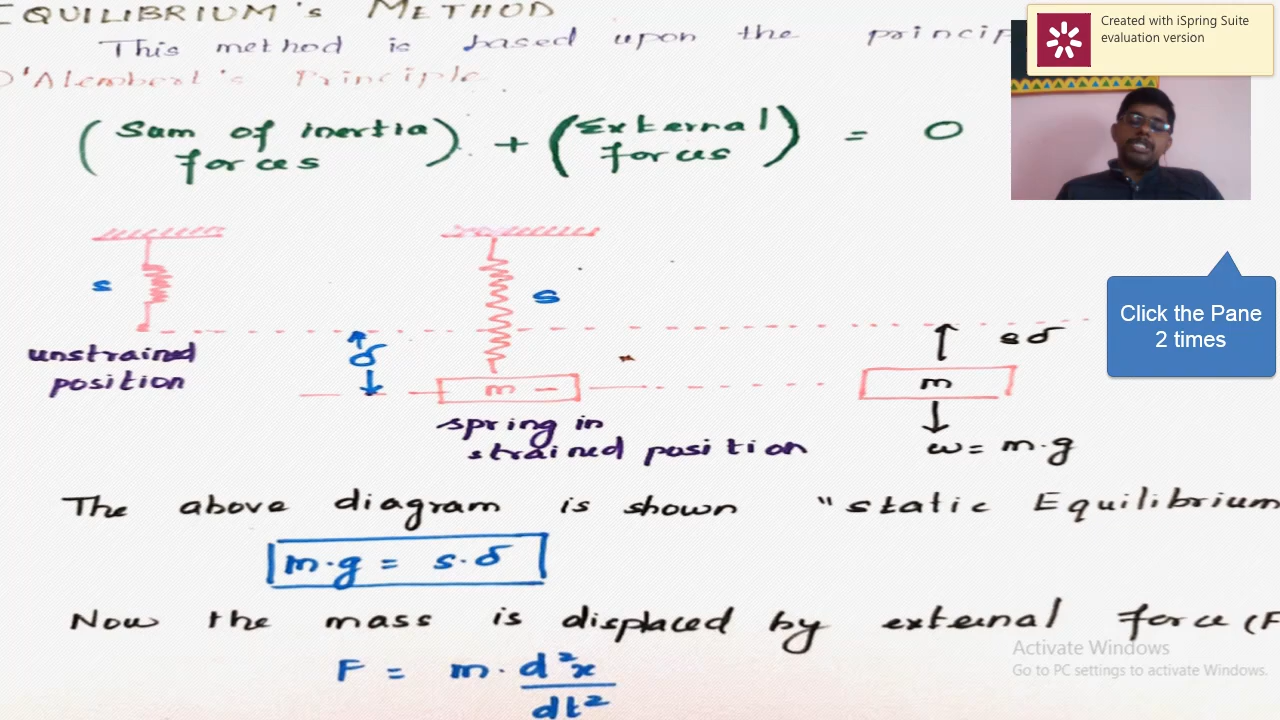 EQUILIBRIUM's METHOD
This method is based upon the princip
D'Alembert's Principle.
(Sum of inertia forces) + (External forces) = 0
s
s
unstrained
position
δ
m
spring in
strained position
sδ
m
w = m.g
The above diagram is shown "static Equilibrium
m.g = s.δ
Now the mass is displaced by external force (F
F = m. d²x
dt²
Created with iSpring Suite
evaluation version
Click the Pane
2 times
Activate Windows
Go to PC settings to activate Windows.